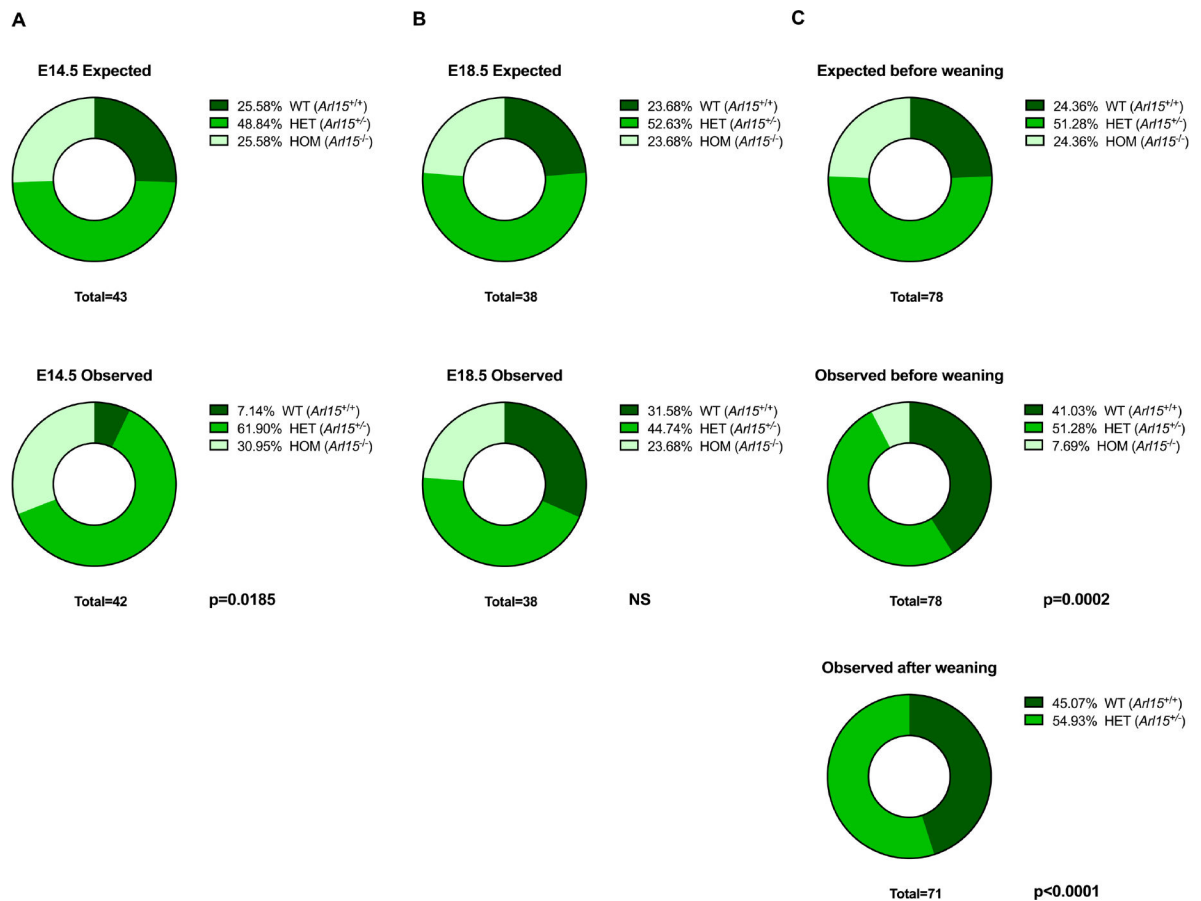 A
E14.5 Expected
25.58% WT (Arl15+/+)
48.84% HET (Arl15+/-)
25.58% HOM (Arl15-/-)
Total=43
E14.5 Observed
7.14% WT (Arl15+/+)
61.90% HET (Arl15+/-)
30.95% HOM (Arl15-/-)
Total=42
p=0.0185
B
E18.5 Expected
23.68% WT (Arl15+/+)
52.63% HET (Arl15+/-)
23.68% HOM (Arl15-/-)
Total=38
E18.5 Observed
31.58% WT (Arl15+/+)
44.74% HET (Arl15+/-)
23.68% HOM (Arl15-/-)
Total=38
NS
C
Expected before weaning
24.36% WT (Arl15+/+)
51.28% HET (Arl15+/-)
24.36% HOM (Arl15-/-)
Total=78
Observed before weaning
41.03% WT (Arl15+/+)
51.28% HET (Arl15+/-)
7.69% HOM (Arl15-/-)
Total=78
p=0.0002
Observed after weaning
45.07% WT (Arl15+/+)
54.93% HET (Arl15+/-)
Total=71
p<0.0001